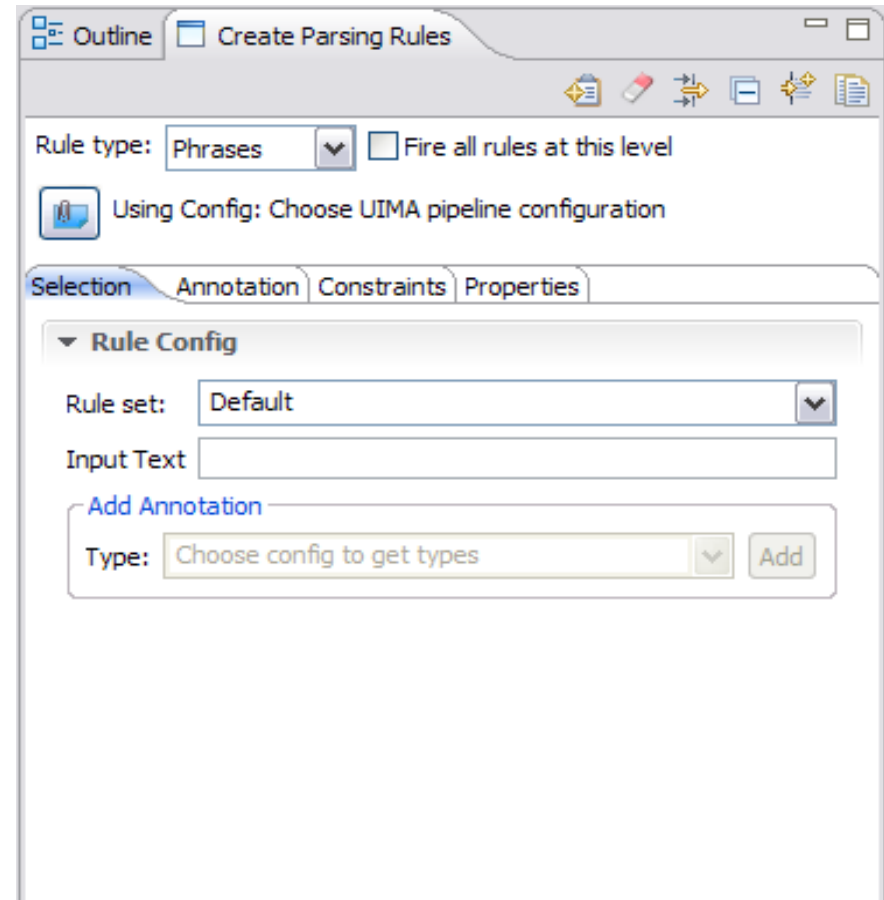 Outline Create Parsing Rules
Rule type: Phrases Fire all rules at this level
Using Config: Choose UIMA pipeline configuration
Selection Annotation Constraints Properties
Rule Config
Rule set: Default
Input Text
Add Annotation
Type: Choose config to get types Add